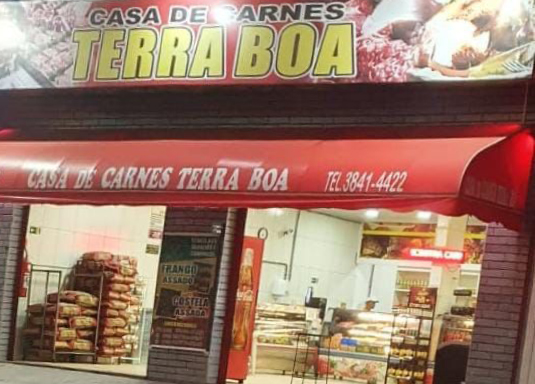 CASA DE CARNES
TERRA BOA
CASA DE CARNES TERRA BOA
TEL.3841-4422
FRANGO
ASSADO
COSTELA
ASSADA